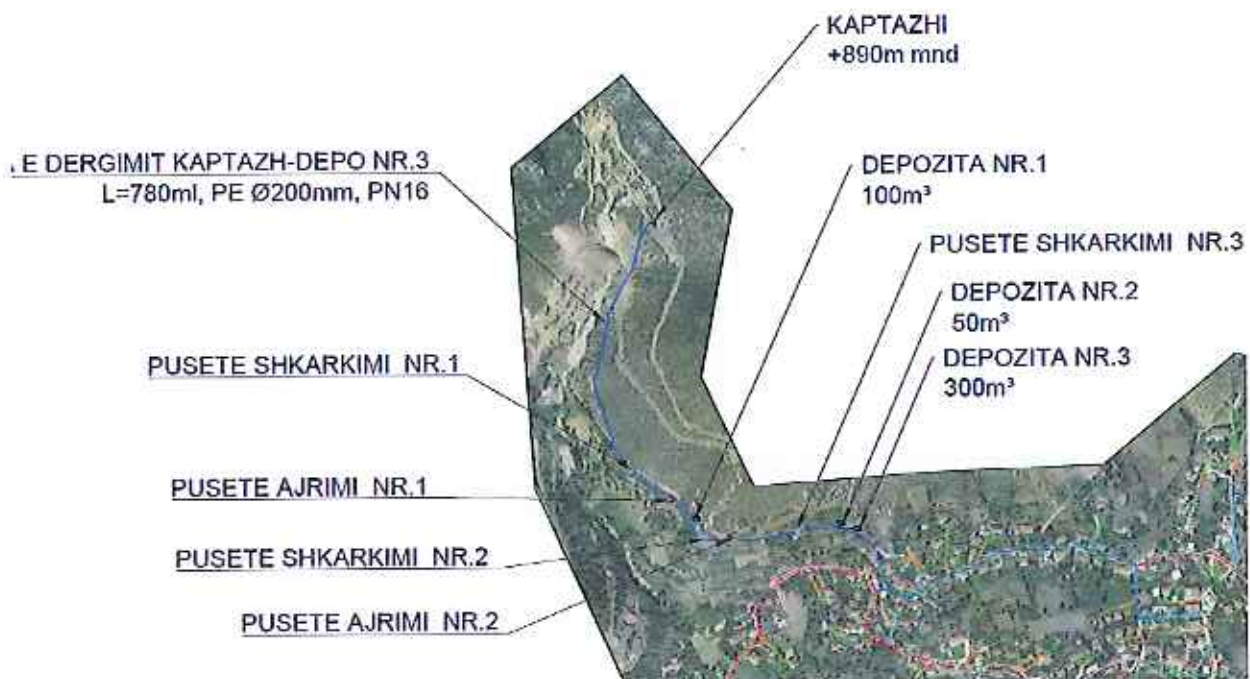 KAPTAZHI
+890m mnd
E DERGIMIT KAPTAZH-DEPO NR.3
L=780ml, PE Ø200mm, PN16
DEPOZITA NR.1
100m³
PUSETE SHKARKIMI NR.3
DEPOZITA NR.2
50m³
DEPOZITA NR.3
300m³
PUSETE SHKARKIMI NR.1
PUSETE AJRIMI NR.1
PUSETE SHKARKIMI NR.2
PUSETE AJRIMI NR.2